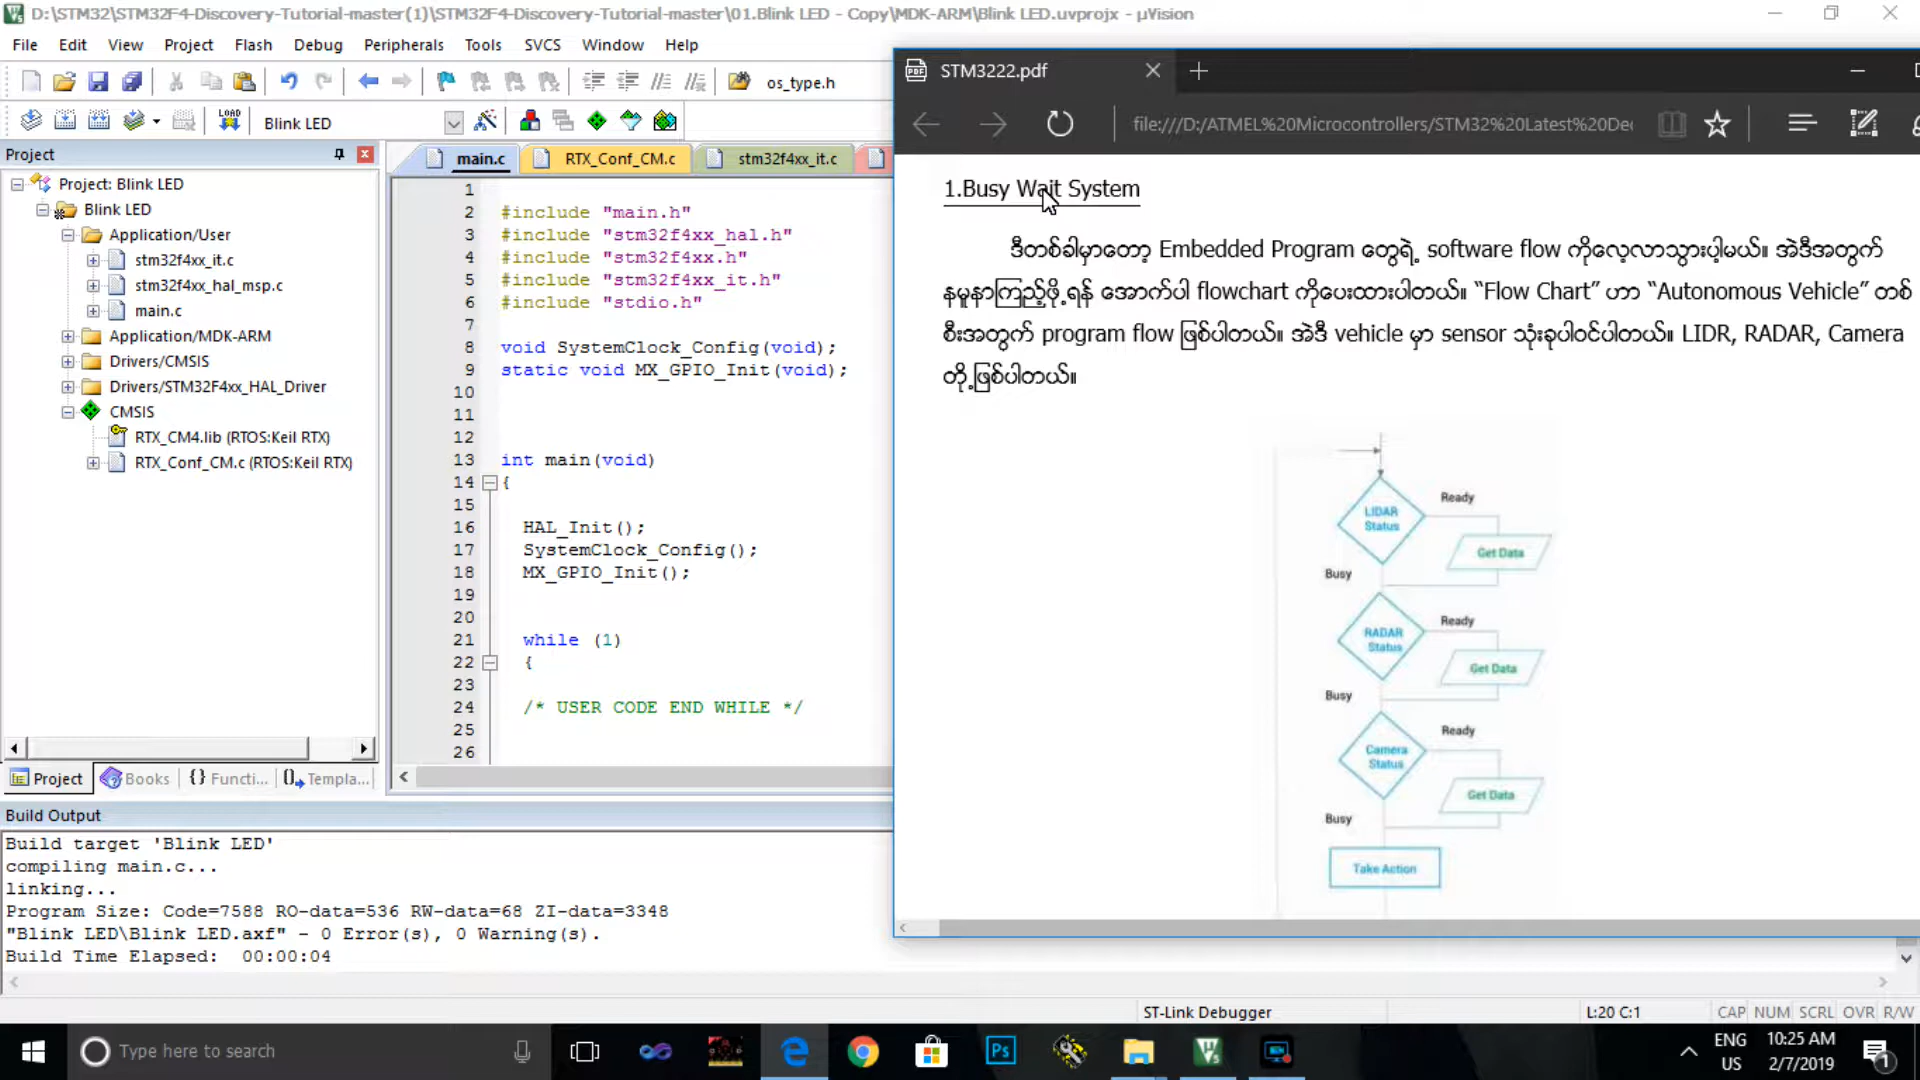 D:\STM32\STM32F4-Discovery-Tutorial-master(1)\STM32F4-Discovery-Tutorial-master\01.Blink LED - Copy\MDK-ARM\Blink LED.uvprojx - µVision
File Edit View Project Flash Debug Peripherals Tools SVCS Window Help
os_type.h
LOAD
Blink LED
Project
Project: Blink LED
Blink LED
Application/User
stm32f4xx_it.c
stm32f4xx_hal_msp.c
main.c
Application/MDK-ARM
Drivers/CMSIS
Drivers/STM32F4xx_HAL_Driver
CMSIS
RTX_CM4.lib (RTOS:Keil RTX)
RTX_Conf_CM.c (RTOS:Keil RTX)
Project Books {} Functi... Templa...
main.c RTX_Conf_CM.c stm32f4xx_it.c
1
2 #include "main.h"
3 #include "stm32f4xx_hal.h"
4 #include "stm32f4xx.h"
5 #include "stm32f4xx_it.h"
6 #include "stdio.h"
7
8 void SystemClock_Config(void);
9 static void MX_GPIO_Init(void);
10
11
12
13 int main(void)
14 {
15
16 HAL_Init();
17 SystemClock_Config();
18 MX_GPIO_Init();
19
20
21 while (1)
22 {
23
24 /* USER CODE END WHILE */
25
26
STM3222.pdf
PDF
file:///D:/ATMEL%20Microcontrollers/STM32%20Latest%20Dec
1.Busy Wait System
ဒီတစ်ခါမှာတော့ Embedded Program တွေရဲ့ software flow ကိုလေ့လာသွားပါ့မယ်။ အဲဒီအတွက်
နမူနာကြည့်ဖို့ရန် အောက်ပါ flowchart ကိုပေးထားပါတယ်။ “Flow Chart” ဟာ “Autonomous Vehicle” တစ်
စီးအတွက် program flow ဖြစ်ပါတယ်။ အဲဒီ vehicle မှာ sensor သုံးခုပါဝင်ပါတယ်။ LIDR, RADAR, Camera
တို့ဖြစ်ပါတယ်။
LIDAR
Status
Ready
Get Data
Busy
RADAR
Status
Ready
Get Data
Busy
Camera
Status
Ready
Get Data
Busy
Take Action
Build Output
Build target 'Blink LED'
compiling main.c...
linking...
Program Size: Code=7588 RO-data=536 RW-data=68 ZI-data=3348
"Blink LED\Blink LED.axf" - 0 Error(s), 0 Warning(s).
Build Time Elapsed: 00:00:04
ST-Link Debugger L:20 C:1 CAP NUM SCRL OVR R/W
Type here to search
Ps
ENG
US
10:25 AM
2/7/2019
1